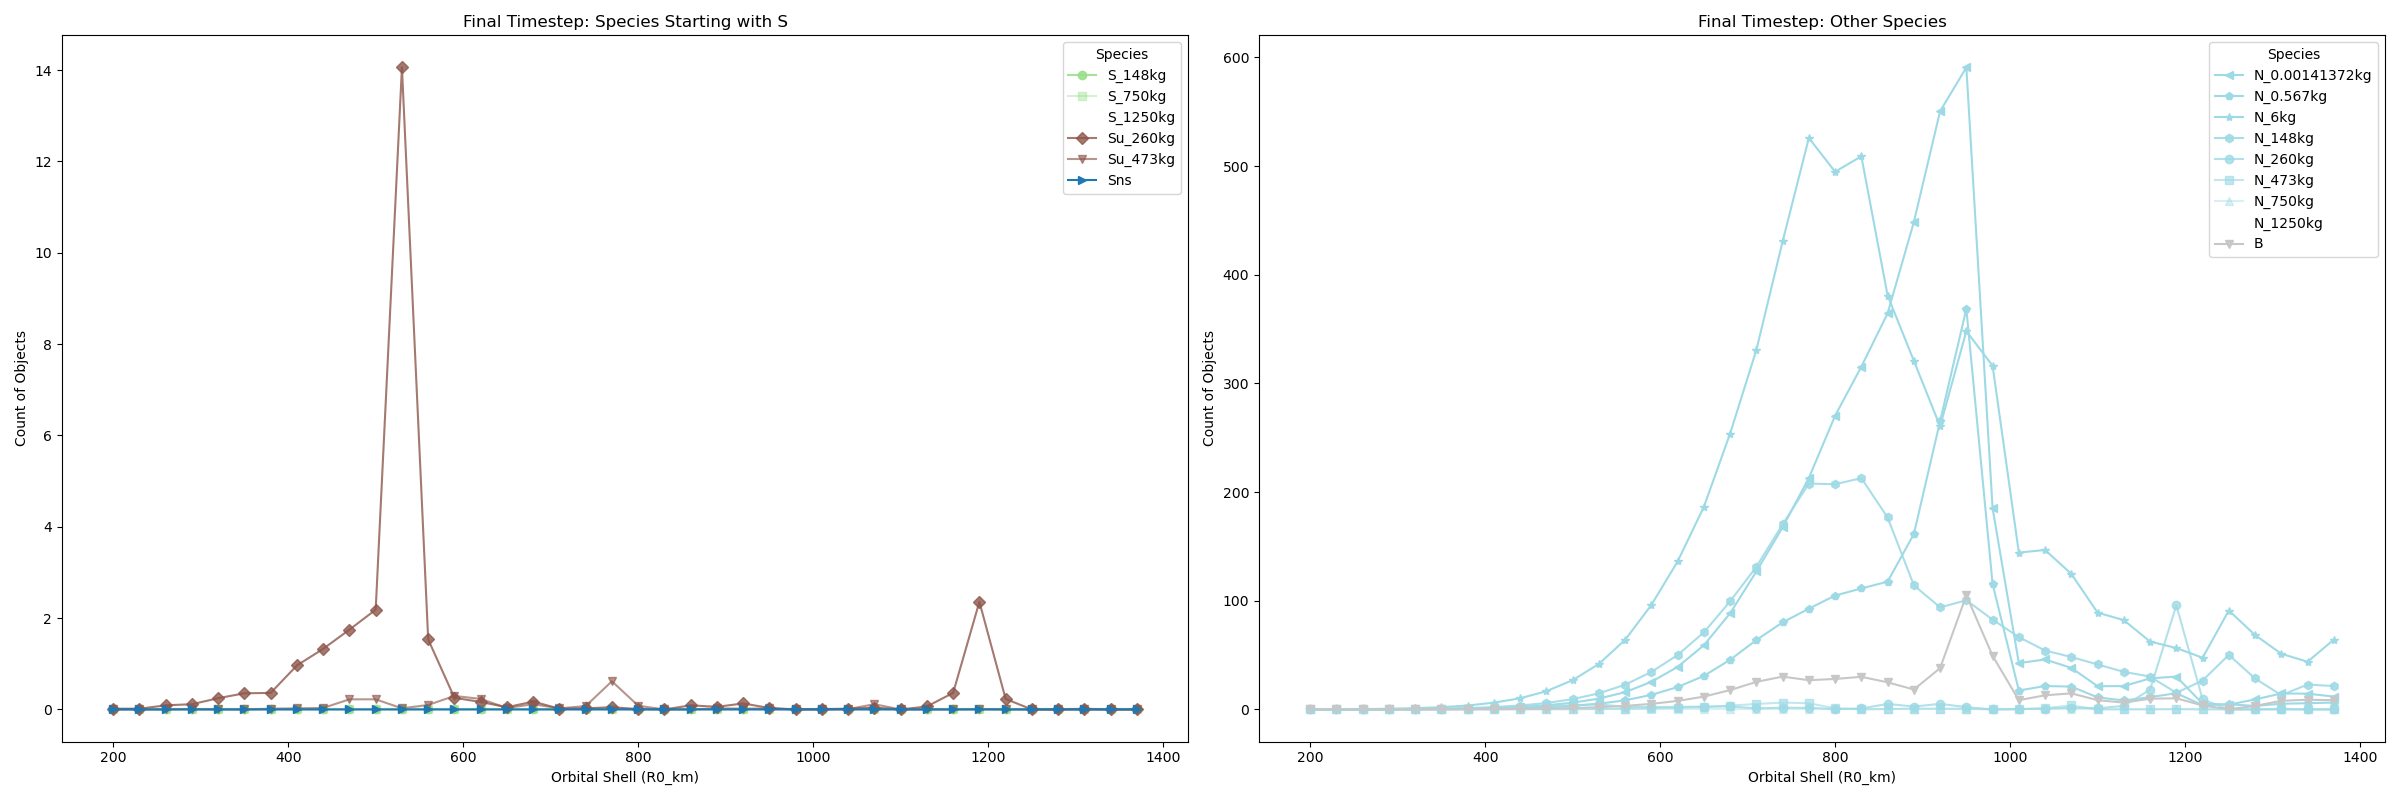 Final Timestep: Species Starting with S
Count of Objects
14
12
10
8
6
4
2
0
200
400
600
800
1000
1200
1400
Orbital Shell (R0_km)
Species
S_148kg
S_750kg
S_1250kg
Su_260kg
Su_473kg
Sns
Final Timestep: Other Species
Count of Objects
600
500
400
300
200
100
0
200
400
600
800
1000
1200
1400
Orbital Shell (R0_km)
Species
N_0.00141372kg
N_0.567kg
N_6kg
N_148kg
N_260kg
N_473kg
N_750kg
N_1250kg
B